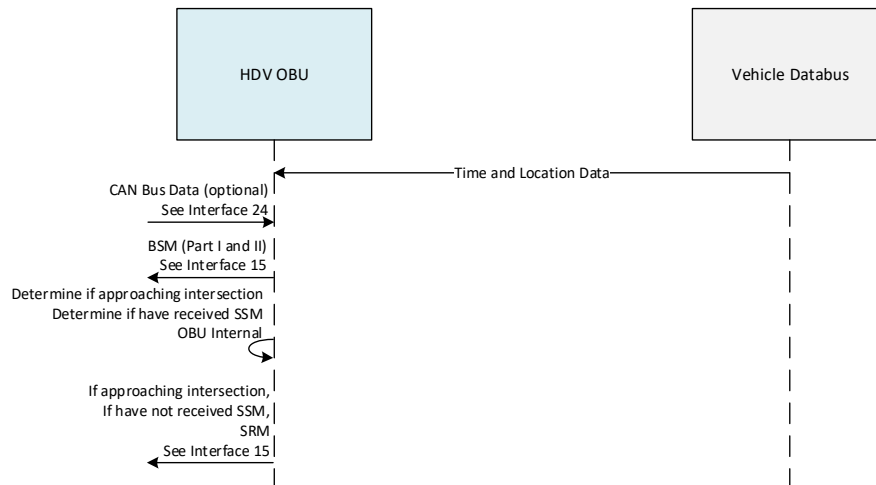 HDV OBU
Vehicle Databus
Time and Location Data
CAN Bus Data (optional)
See Interface 24
BSM (Part I and II)
See Interface 15
Determine if approaching intersection
Determine if have received SSM
OBU Internal
If approaching intersection,
If have not received SSM,
SRM
See Interface 15